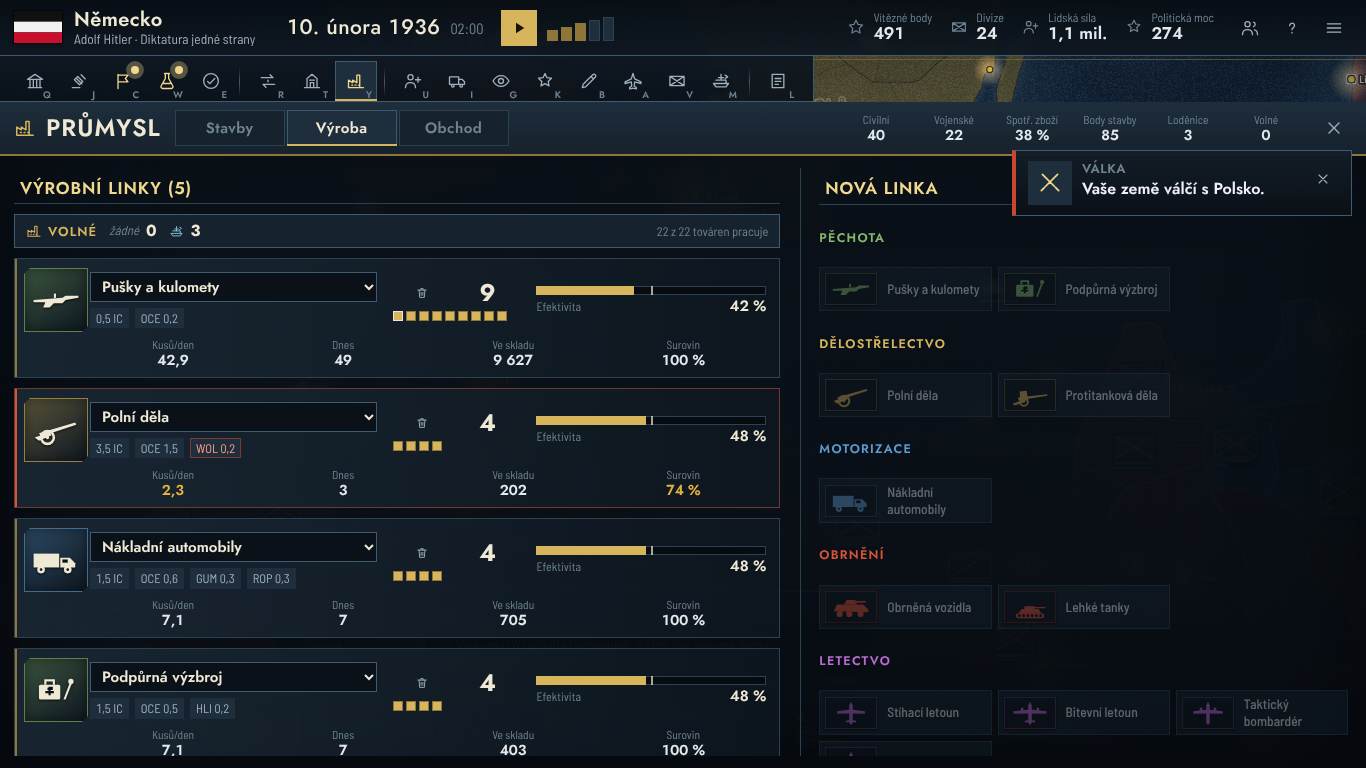 Německo
Adolf Hitler · Diktatura jedné strany
10. února 1936 02:00
Vítězné body
491
Divize
24
Lidská síla
1,1 mil.
Politická moc
274
?
Q J C W E R T Y U I G K B A V M L
PRŮMYSL
Stavby
Výroba
Obchod
Civilní
40
Vojenské
22
Spotř. zboží
38 %
Body stavby
85
Loděnice
3
Volné
0
VÁLKA
Vaše země válčí s Polsko.
VÝROBNÍ LINKY (5)
VOLNÉ žádné 0 3
22 z 22 továren pracuje
Pušky a kulomety
9
0,5 IC OCE 0,2
Efektivita 42 %
Kusů/den Dnes Ve skladu Surovin
42,9 49 9 627 100 %
Polní děla
4
3,5 IC OCE 1,5 WOL 0,2
Efektivita 48 %
Kusů/den Dnes Ve skladu Surovin
2,3 3 202 74 %
Nákladní automobily
4
1,5 IC OCE 0,6 GUM 0,3 ROP 0,3
Efektivita 48 %
Kusů/den Dnes Ve skladu Surovin
7,1 7 705 100 %
Podpůrná výzbroj
4
1,5 IC OCE 0,5 HLI 0,2
Efektivita 48 %
Kusů/den Dnes Ve skladu Surovin
7,1 7 403 100 %
NOVÁ LINKA
PĚCHOTA
Pušky a kulomety
Podpůrná výzbroj
DĚLOSTŘELECTVO
Polní děla
Protitanková děla
MOTORIZACE
Nákladní
automobily
OBRNĚNÍ
Obrněná vozidla
Lehké tanky
LETECTVO
Stíhací letoun
Bitevní letoun
Taktický
bombardér